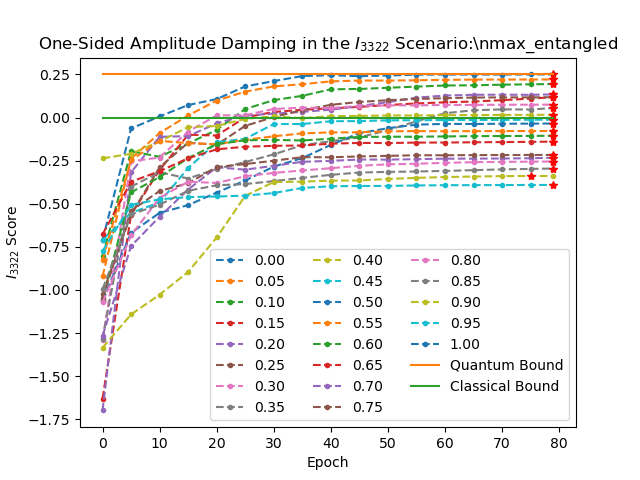 One-Sided Amplitude Damping in the I3322 Scenario:\nmax_entangled
I3322 Score
0.25
0.00
−0.25
−0.50
−0.75
−1.00
−1.25
−1.50
−1.75
0 10 20 30 40 50 60 70 80
Epoch
0.00 0.40 0.80
0.05 0.45 0.85
0.10 0.50 0.90
0.15 0.55 0.95
0.20 0.60 1.00
0.25 0.65 Quantum Bound
0.30 0.70 Classical Bound
0.35 0.75